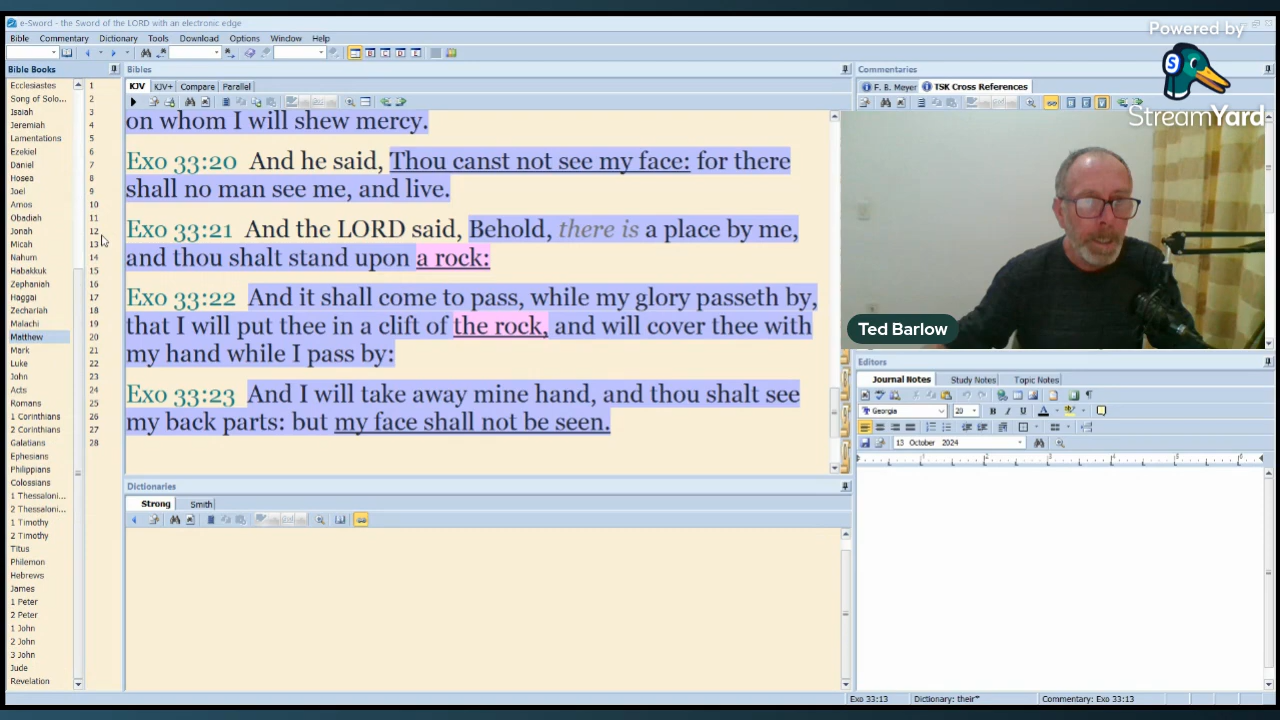 e-Sword - the Sword of the LORD with an electronic edge
Powered by
StreamYard
Bible Commentary Dictionary Tools Download Options Window Help
Bible Books
Ecclesiastes 1
Song of Solo... 2
Isaiah 3
Jeremiah 4
Lamentations 5
Ezekiel 6
Daniel 7
Hosea 8
Joel 9
Amos 10
Obadiah 11
Jonah 12
Micah 13
Nahum 14
Habakkuk 15
Zephaniah 16
Haggai 17
Zechariah 18
Malachi 19
Matthew 20
Mark 21
Luke 22
John 23
Acts 24
Romans 25
1 Corinthians 26
2 Corinthians 27
Galatians 28
Ephesians
Philippians
Colossians
1 Thessaloni...
2 Thessaloni...
1 Timothy
2 Timothy
Titus
Philemon
Hebrews
James
1 Peter
2 Peter
1 John
2 John
3 John
Jude
Revelation
Bibles
KJV KJV+ Compare Parallel
on whom I will shew mercy.
Exo 33:20 And he said, Thou canst not see my face: for there
shall no man see me, and live.
Exo 33:21 And the LORD said, Behold, there is a place by me,
and thou shalt stand upon a rock:
Exo 33:22 And it shall come to pass, while my glory passeth by,
that I will put thee in a clift of the rock, and will cover thee with
my hand while I pass by:
Exo 33:23 And I will take away mine hand, and thou shalt see
my back parts: but my face shall not be seen.
Dictionaries
Strong Smith
Commentaries
F. B. Meyer TSK Cross References
Ted Barlow
Editors
Journal Notes Study Notes Topic Notes
Georgia 20 B I U A
13 October 2024
Exo 33:13 Dictionary: their" Commentary: Exo 33:13